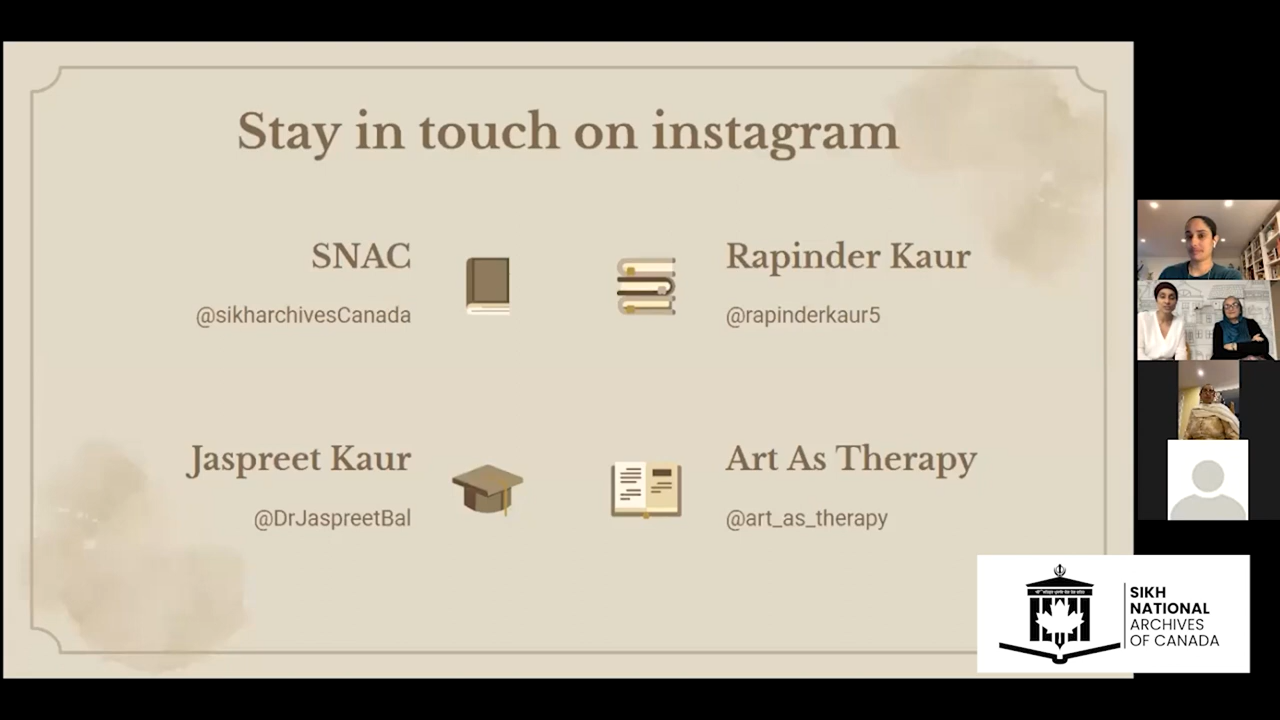 Stay in touch on instagram
SNAC
@sikharchivesCanada
Rapinder Kaur
@rapinderkaur5
Jaspreet Kaur
@DrJaspreetBal
Art As Therapy
@art_as_therapy
SIKH
NATIONAL
ARCHIVES
OF CANADA